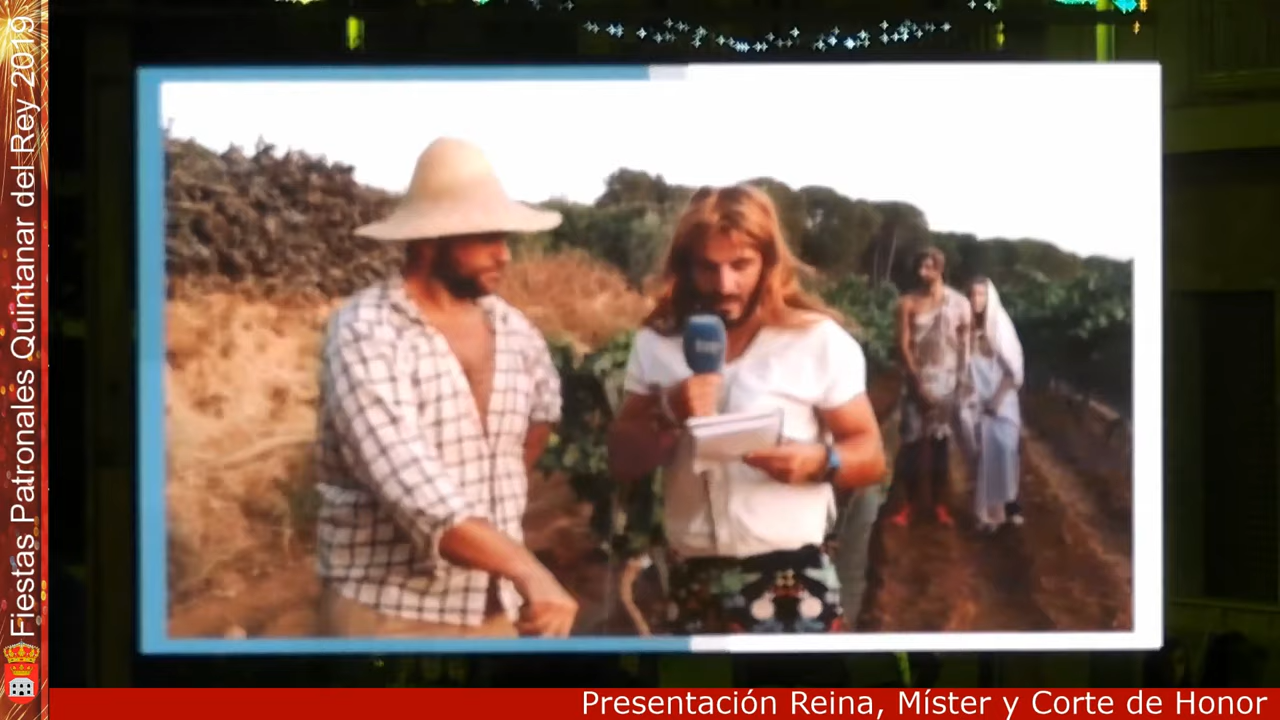 Fiestas Patronales Quintanar del Rey 2019
Presentación Reina, Míster y Corte de Honor